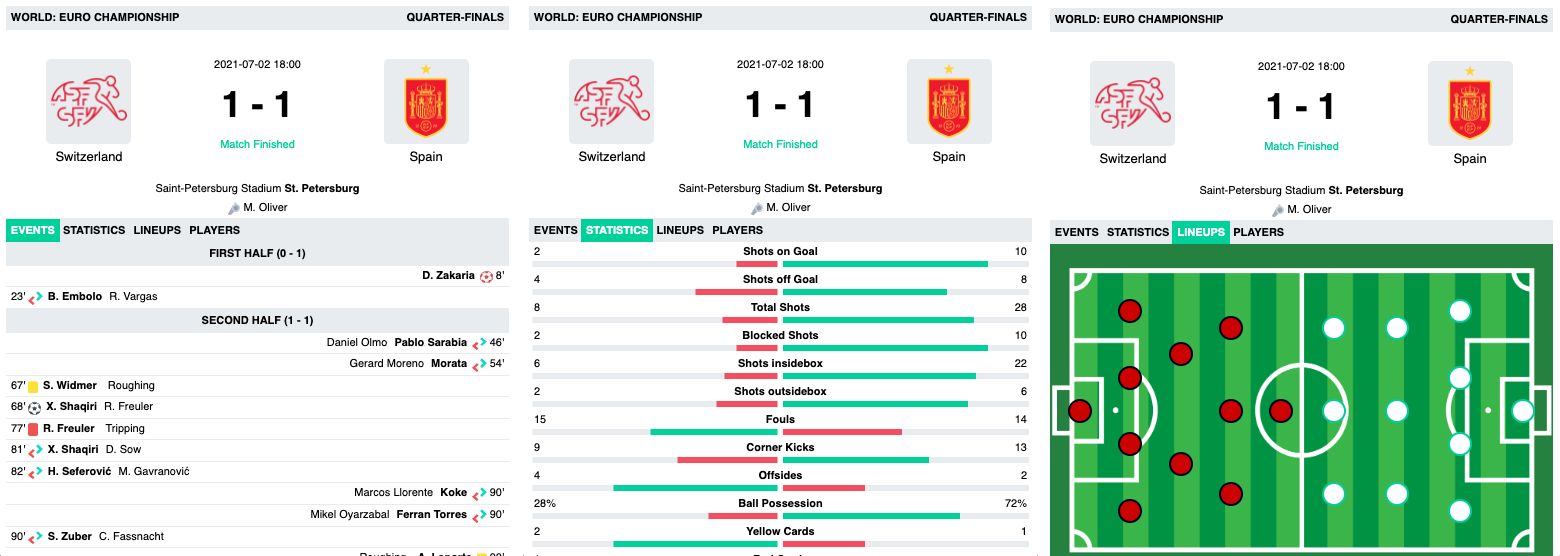 WORLD: EURO CHAMPIONSHIP QUARTER-FINALS
2021-07-02 18:00
1 - 1
Match Finished
Switzerland Spain
Saint-Petersburg Stadium St. Petersburg
M. Oliver
EVENTS STATISTICS LINEUPS PLAYERS
FIRST HALF (0 - 1)
D. Zakaria 8'
23' B. Embolo R. Vargas
SECOND HALF (1 - 1)
Daniel Olmo Pablo Sarabia 46'
Gerard Moreno Morata 54'
67' S. Widmer Roughing
68' X. Shaqiri R. Freuler
77' R. Freuler Tripping
81' X. Shaqiri D. Sow
82' H. Seferović M. Gavranović
Marcos Llorente Koke 90'
Mikel Oyarzabal Ferran Torres 90'
90' S. Zuber C. Fassnacht
WORLD: EURO CHAMPIONSHIP QUARTER-FINALS
2021-07-02 18:00
1 - 1
Match Finished
Switzerland Spain
Saint-Petersburg Stadium St. Petersburg
M. Oliver
EVENTS STATISTICS LINEUPS PLAYERS
2 Shots on Goal 10
4 Shots off Goal 8
8 Total Shots 28
2 Blocked Shots 10
6 Shots insidebox 22
2 Shots outsidebox 6
15 Fouls 14
9 Corner Kicks 13
4 Offsides 2
28% Ball Possession 72%
2 Yellow Cards 1
WORLD: EURO CHAMPIONSHIP QUARTER-FINALS
2021-07-02 18:00
1 - 1
Match Finished
Switzerland Spain
Saint-Petersburg Stadium St. Petersburg
M. Oliver
EVENTS STATISTICS LINEUPS PLAYERS